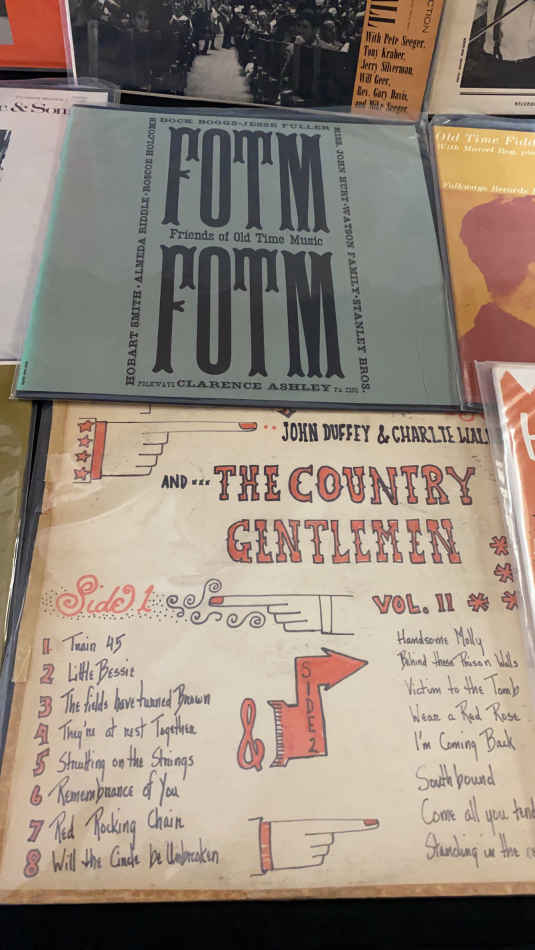 With Pete Seeger,
Tony Kraber,
Jerry Silverman,
Will Geer,
Rev. Gary Davis,
and Mike Seeger
DOCK BOGGS·JESSE FULLER
HOBART SMITH·ALMEDA RIDDLE·ROSCOE HOLCOMB
MISS. JOHN HURT·WATSON FAMILY·STANLEY BROS.
FOTM
Friends of Old Time Music
FOTM
FOLKWAYS CLARENCE ASHLEY FA 2390
Old Time
Folkways Records
JOHN DUFFEY & CHARLIE
AND... THE COUNTRY
GENTLEMEN
Side 1
VOL. II
1 Train 45
2 Little Bessie
3 The fields have turned Brown
4 They're at rest Together
5 Strutting on the Strings
6 Remembrance of You
7 Red Rocking Chair
8 Will the Circle be Unbroken
& SIDE 2
Handsome Molly
Behind these Prison Walls
Victim to the Tomb
Wear a Red Rose
I'm Coming Back
Southbound
Come all you
Standing in the